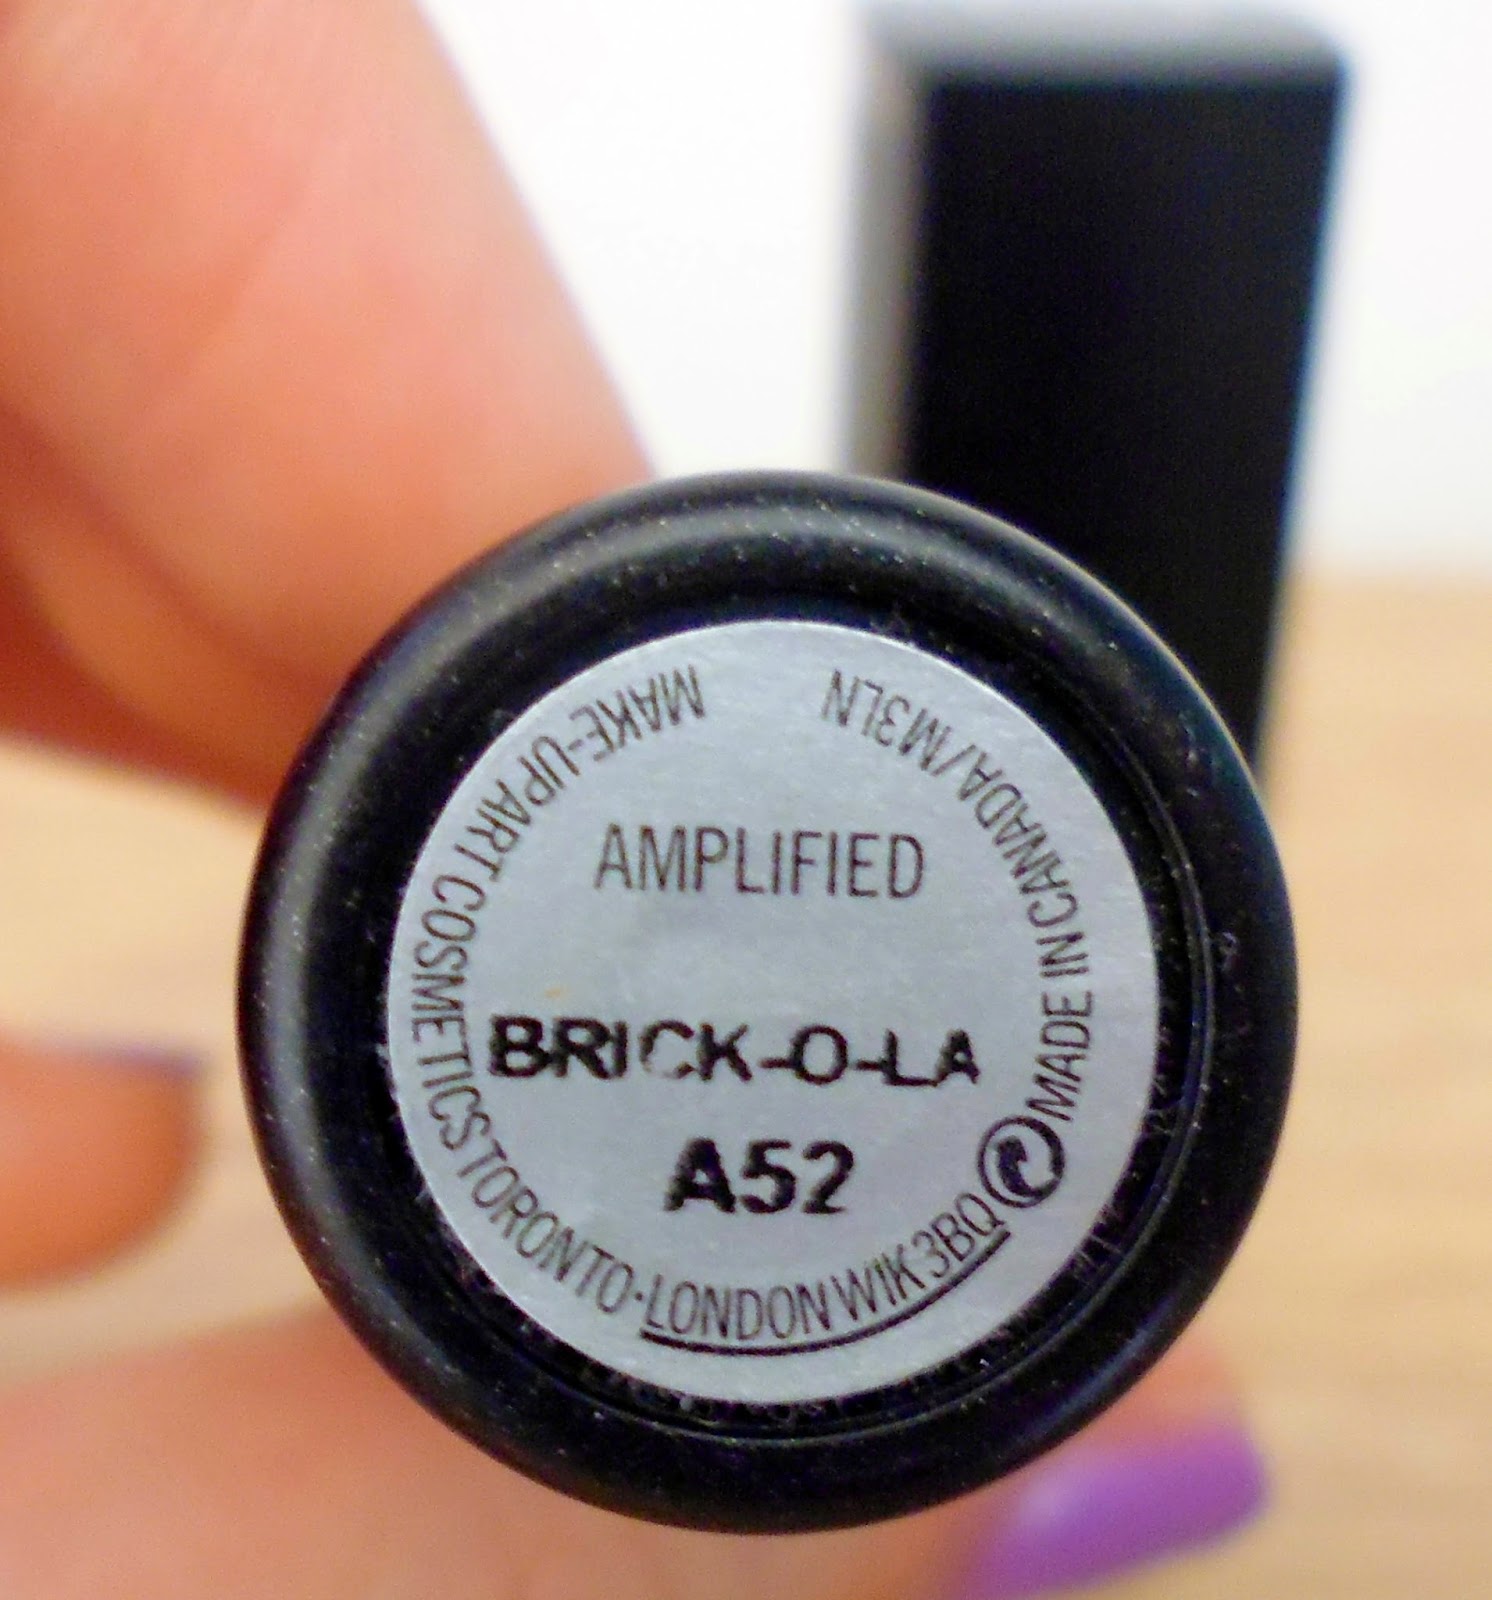 AMPLIFIED
BRICK-O-LA
A52
MAKE-UP ART COSMETICS TORONTO·LONDON W1K 3BQ MADE IN CANADA/M3LN